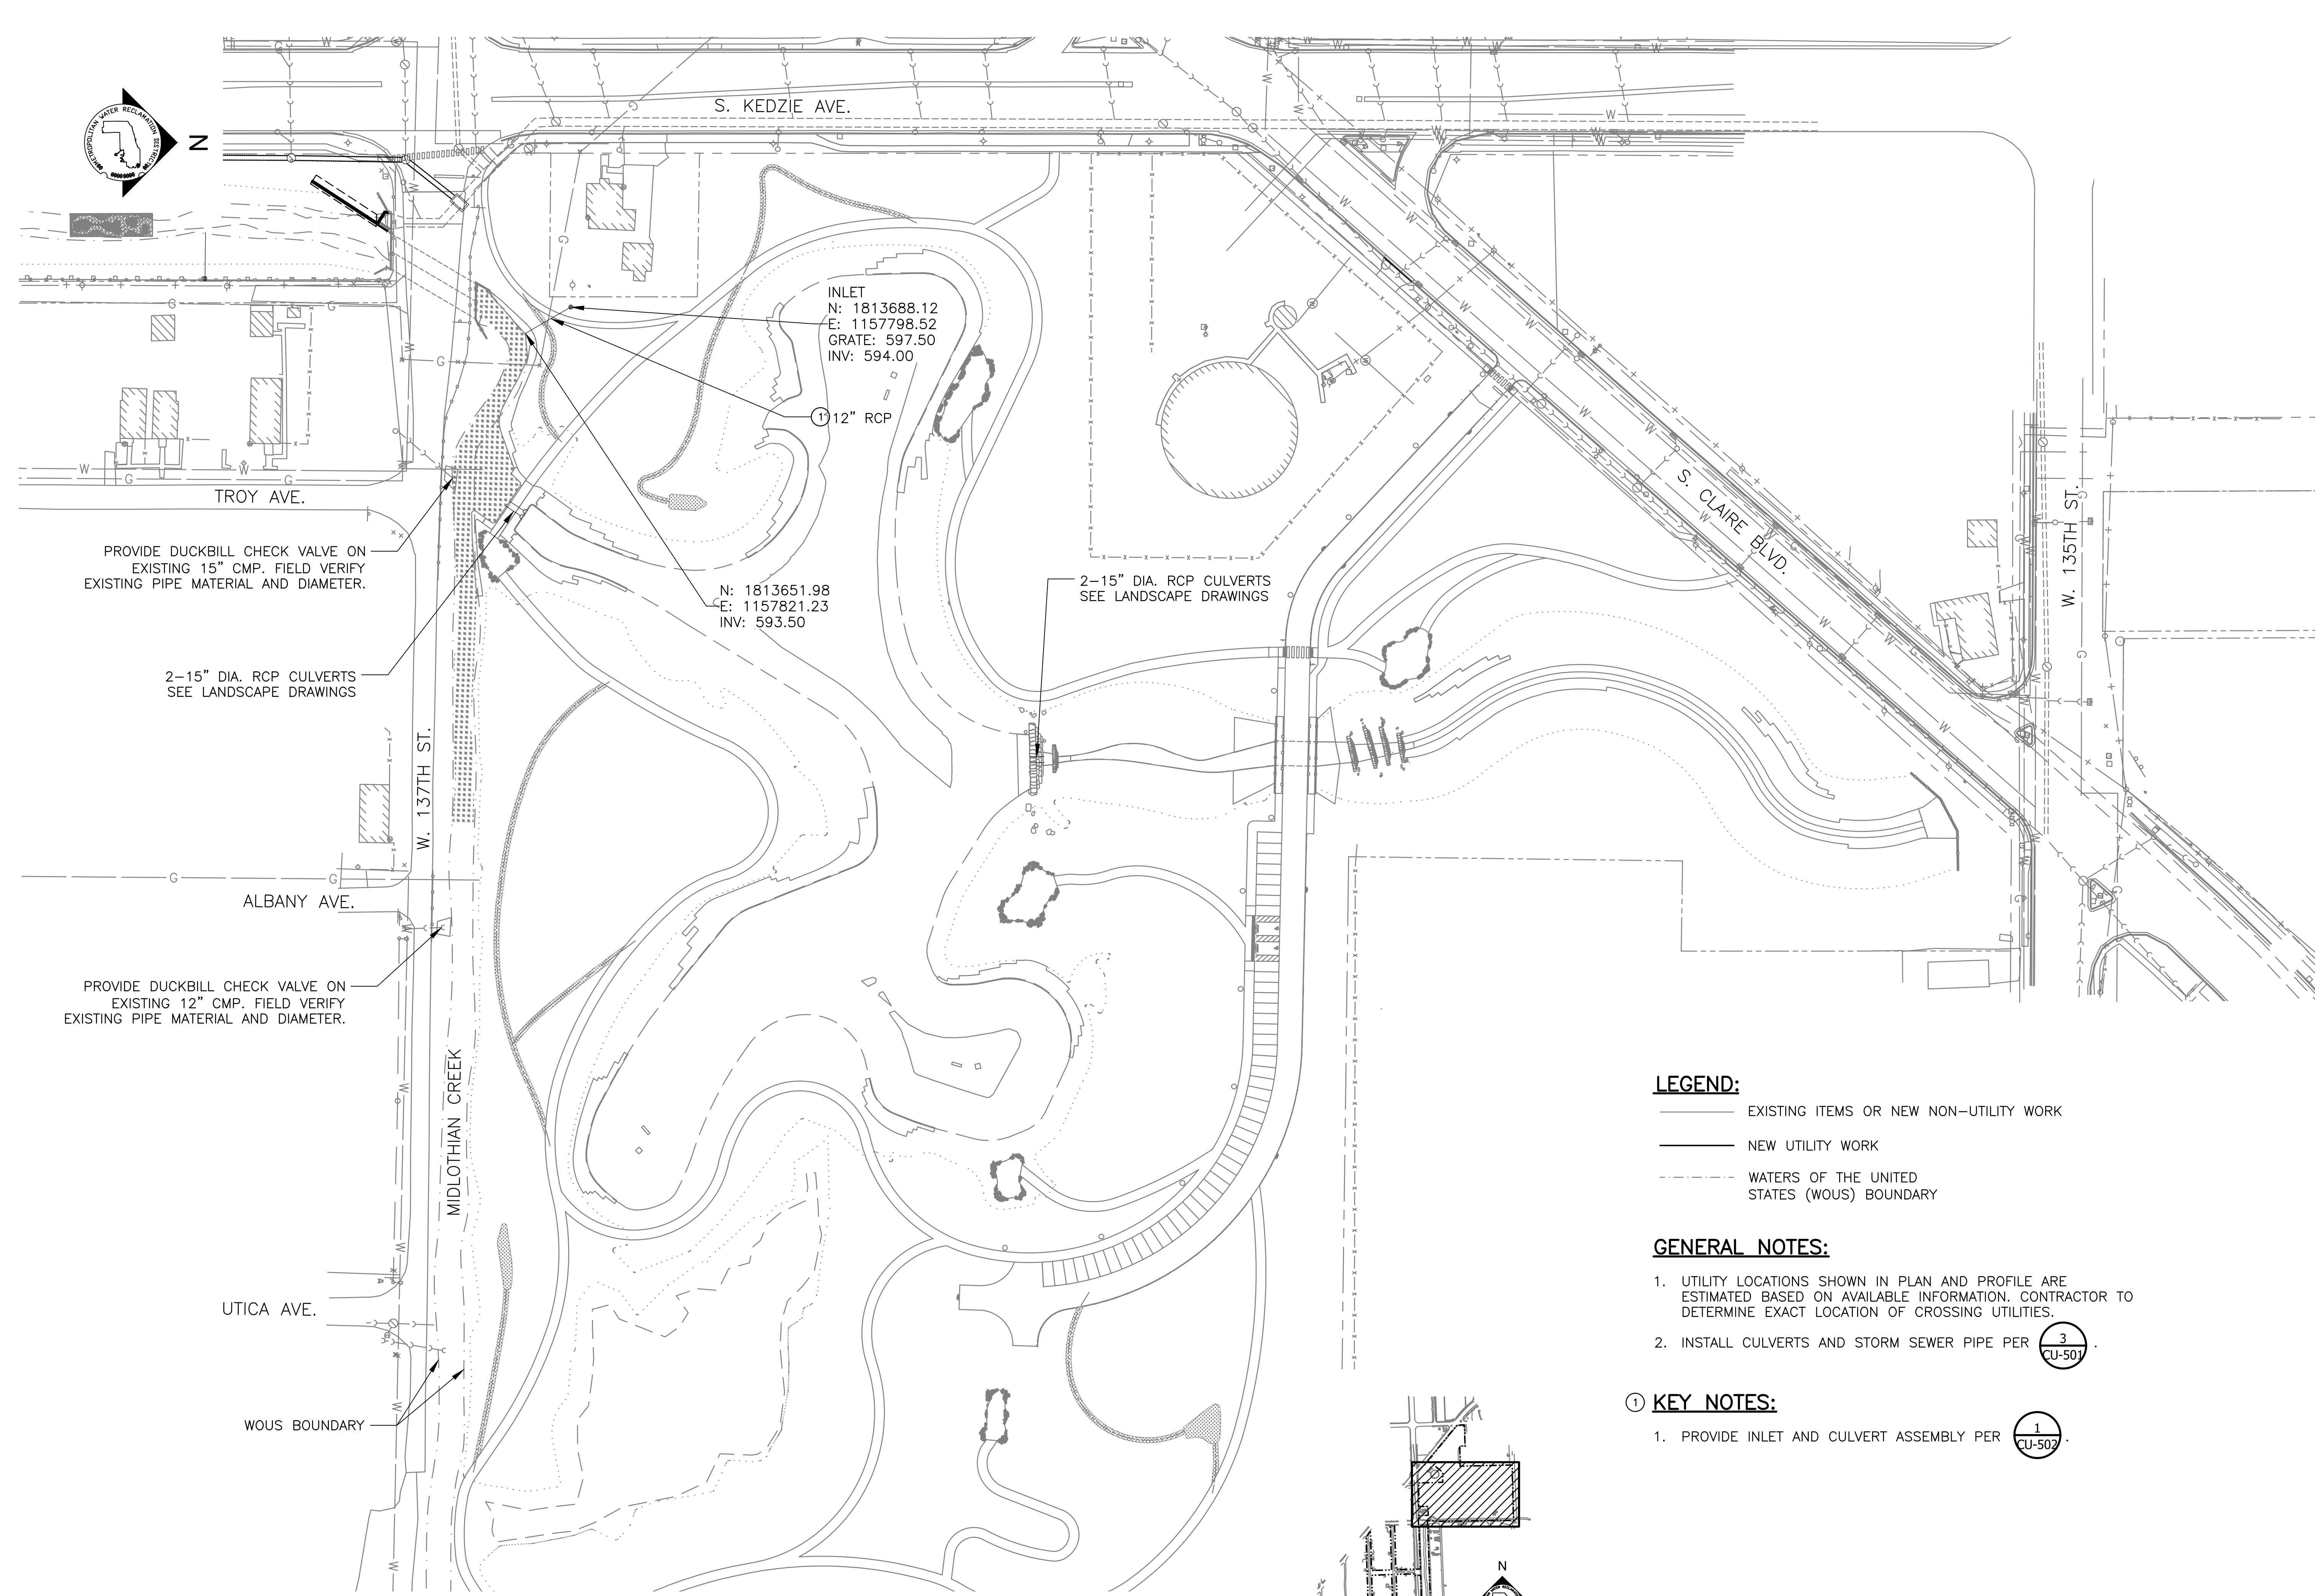 S. KEDZIE AVE.
METROPOLITAN WATER RECLAMATION DISTRICT
N
INLET
N: 1813688.12
E: 1157798.52
GRATE: 597.50
INV: 594.00
1 12" RCP
TROY AVE.
PROVIDE DUCKBILL CHECK VALVE ON
EXISTING 15" CMP. FIELD VERIFY
EXISTING PIPE MATERIAL AND DIAMETER.
N: 1813651.98
E: 1157821.23
INV: 593.50
2-15" DIA. RCP CULVERTS
SEE LANDSCAPE DRAWINGS
S. CLAIRE BLVD.
W. 135TH ST.
2-15" DIA. RCP CULVERTS
SEE LANDSCAPE DRAWINGS
W. 137TH ST.
ALBANY AVE.
PROVIDE DUCKBILL CHECK VALVE ON
EXISTING 12" CMP. FIELD VERIFY
EXISTING PIPE MATERIAL AND DIAMETER.
MIDLOTHIAN CREEK
UTICA AVE.
WOUS BOUNDARY
LEGEND:
EXISTING ITEMS OR NEW NON-UTILITY WORK
NEW UTILITY WORK
WATERS OF THE UNITED
STATES (WOUS) BOUNDARY
GENERAL NOTES:
1. UTILITY LOCATIONS SHOWN IN PLAN AND PROFILE ARE
ESTIMATED BASED ON AVAILABLE INFORMATION. CONTRACTOR TO
DETERMINE EXACT LOCATION OF CROSSING UTILITIES.
2. INSTALL CULVERTS AND STORM SEWER PIPE PER 3 CU-501 .
1 KEY NOTES:
1. PROVIDE INLET AND CULVERT ASSEMBLY PER 1 CU-502 .
N